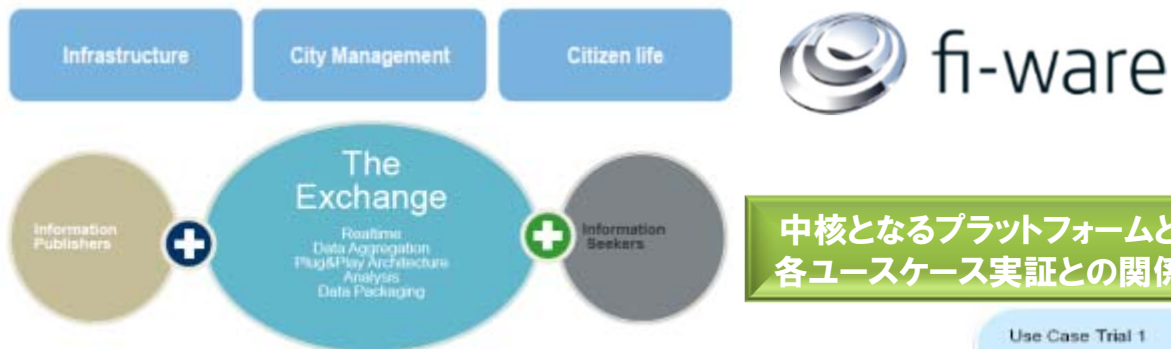 Infrastructure
City Management
Citizen life
fi-ware
The
Exchange
Realtime
Data Aggregation
Plug&Play Architecture
Analysis
Data Packaging
Information
Publishers
Information
Seekers
中核となるプラットフォームと
各ユースケース実証との関係
Use Case Trial 1